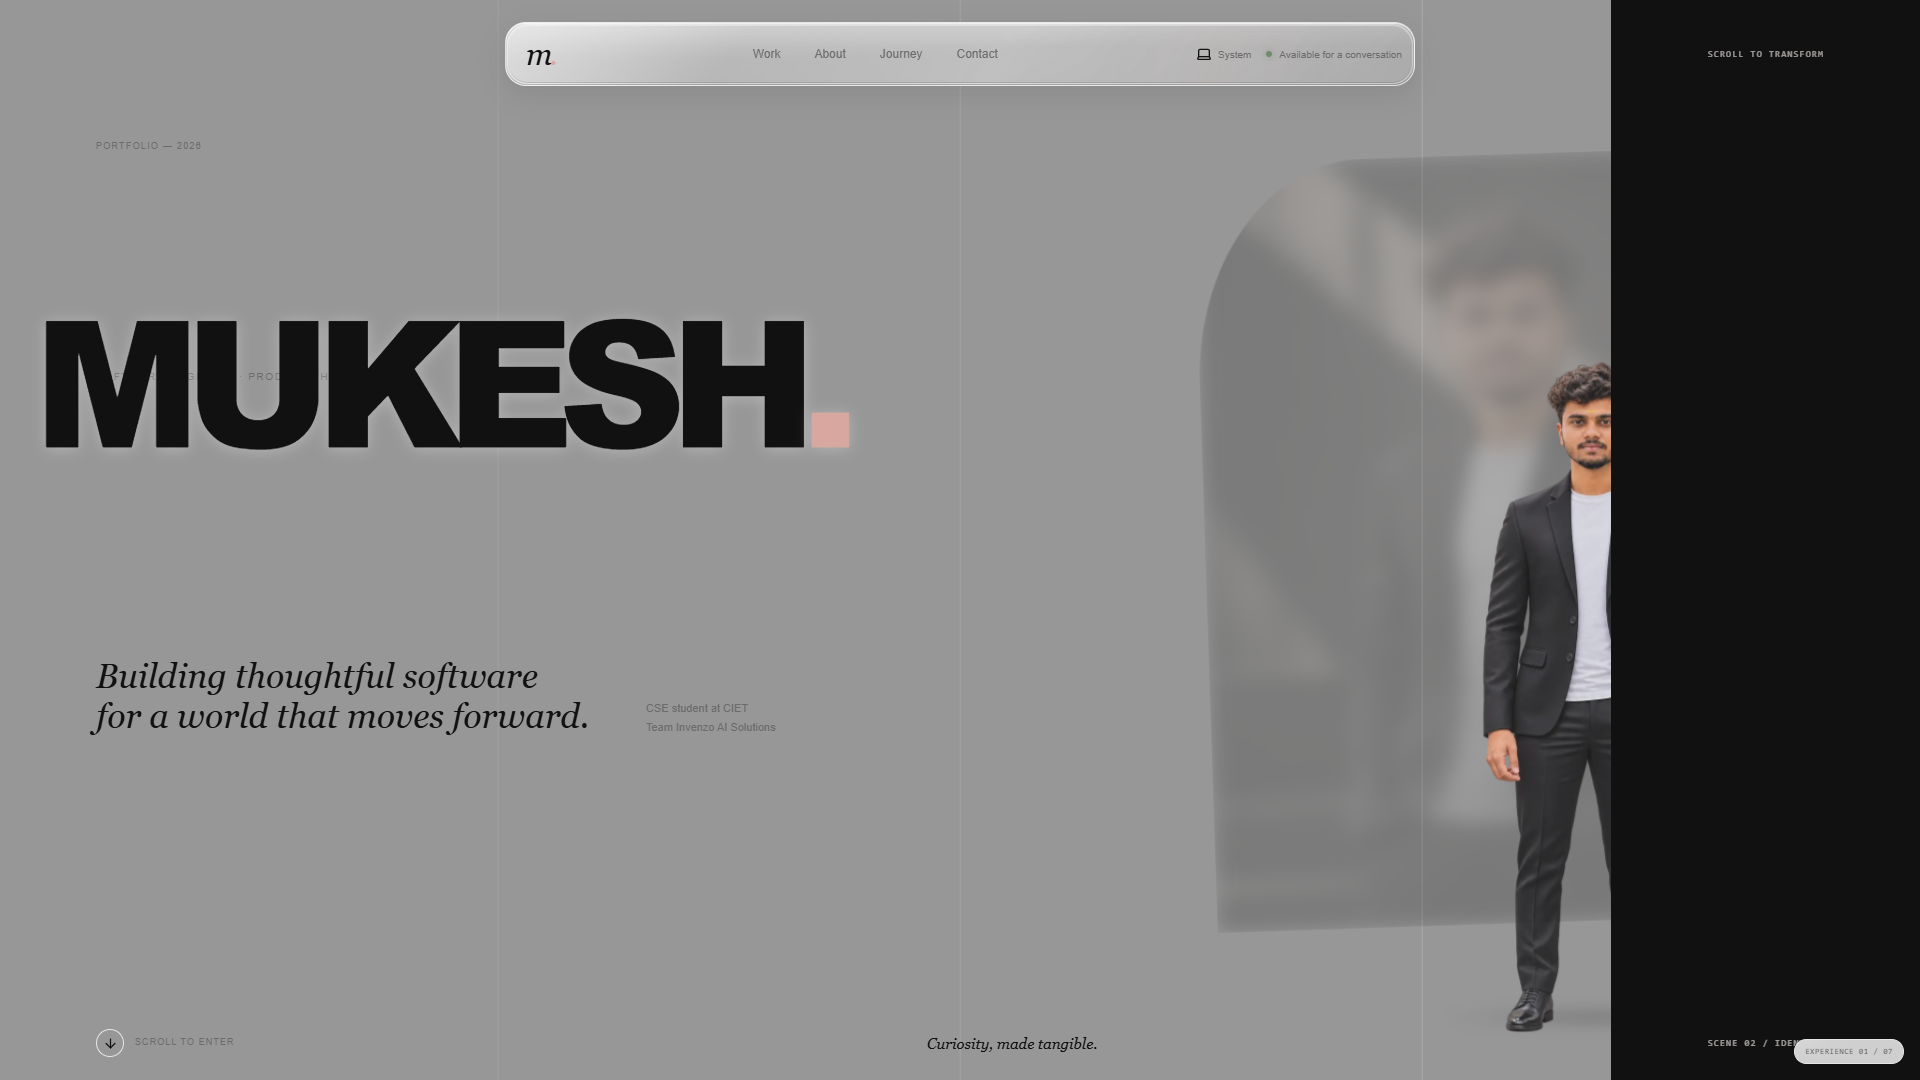 m.
Work
About
Journey
Contact
System
Available for a conversation
SCROLL TO TRANSFORM
PORTFOLIO — 2026
MUKESH.
Building thoughtful software
for a world that moves forward.
CSE student at CIET
Team Invenzo AI Solutions
SCROLL TO ENTER
Curiosity, made tangible.
SCENE 02 /
EXPERIENCE 01 / 07